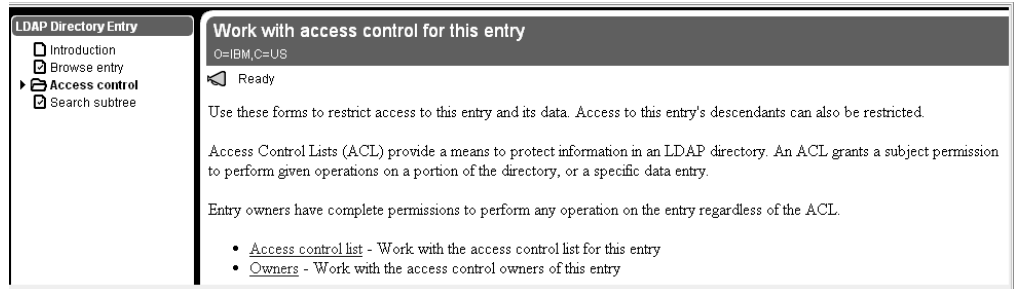 LDAP Directory Entry
Introduction
Browse entry
Access control
Search subtree
Work with access control for this entry
O=IBM,C=US
Ready
Use these forms to restrict access to this entry and its data. Access to this entry's descendants can also be restricted.
Access Control Lists (ACL) provide a means to protect information in an LDAP directory. An ACL grants a subject permission
to perform given operations on a portion of the directory, or a specific data entry.
Entry owners have complete permissions to perform any operation on the entry regardless of the ACL.
• Access control list - Work with the access control list for this entry
• Owners - Work with the access control owners of this entry